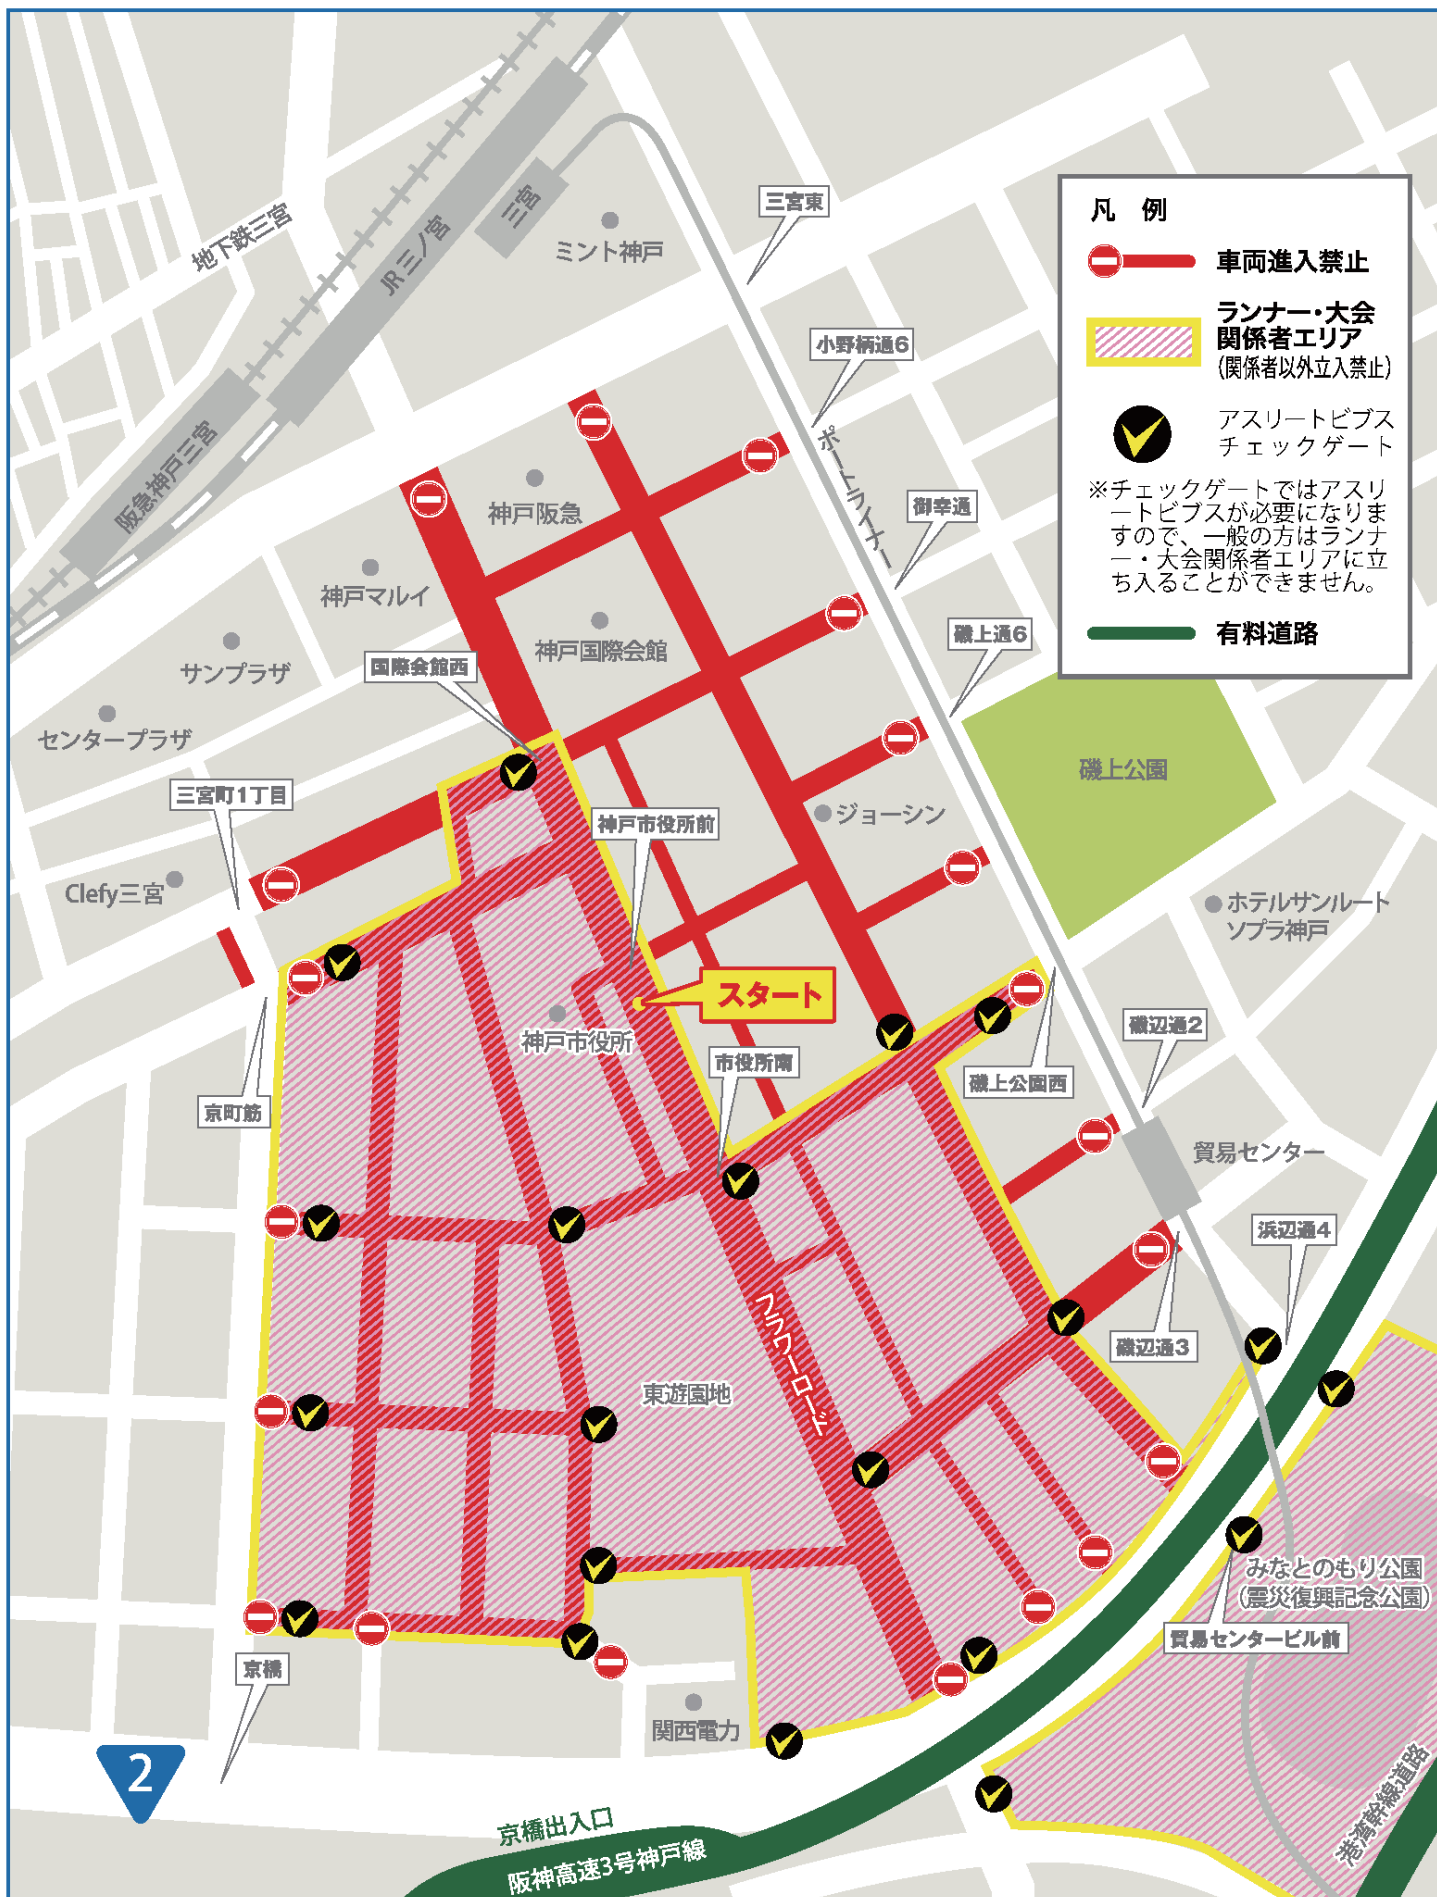 三宮東
凡 例
車両進入禁止
ランナー・大会
関係者エリア
(関係者以外立入禁止)
アスリートビブス
チェックゲート
※チェックゲートではアスリ
ートビブスが必要になりま
すので、一般の方はランナ
ー・大会関係者エリアに立
ち入ることができません。
有料道路
地下鉄三宮
JR三ノ宮
三宮
ミント神戸
小野柄通6
阪急神戸三宮
ポートライナー
神戸阪急
御幸通
神戸マルイ
神戸国際会館
磯上通6
サンプラザ
国際会館西
センタープラザ
磯上公園
三宮町1丁目
神戸市役所前
ジョーシン
Clefy三宮
ホテルサンルート
ソプラ神戸
スタート
神戸市役所
市役所南
磯辺通2
磯上公園西
京町筋
貿易センター
浜辺通4
フラワーロード
磯辺通3
東遊園地
みなとのもり公園
(震災復興記念公園)
貿易センタービル前
京橋
関西電力
2
港湾幹線道路
京橋出入口
阪神高速3号神戸線